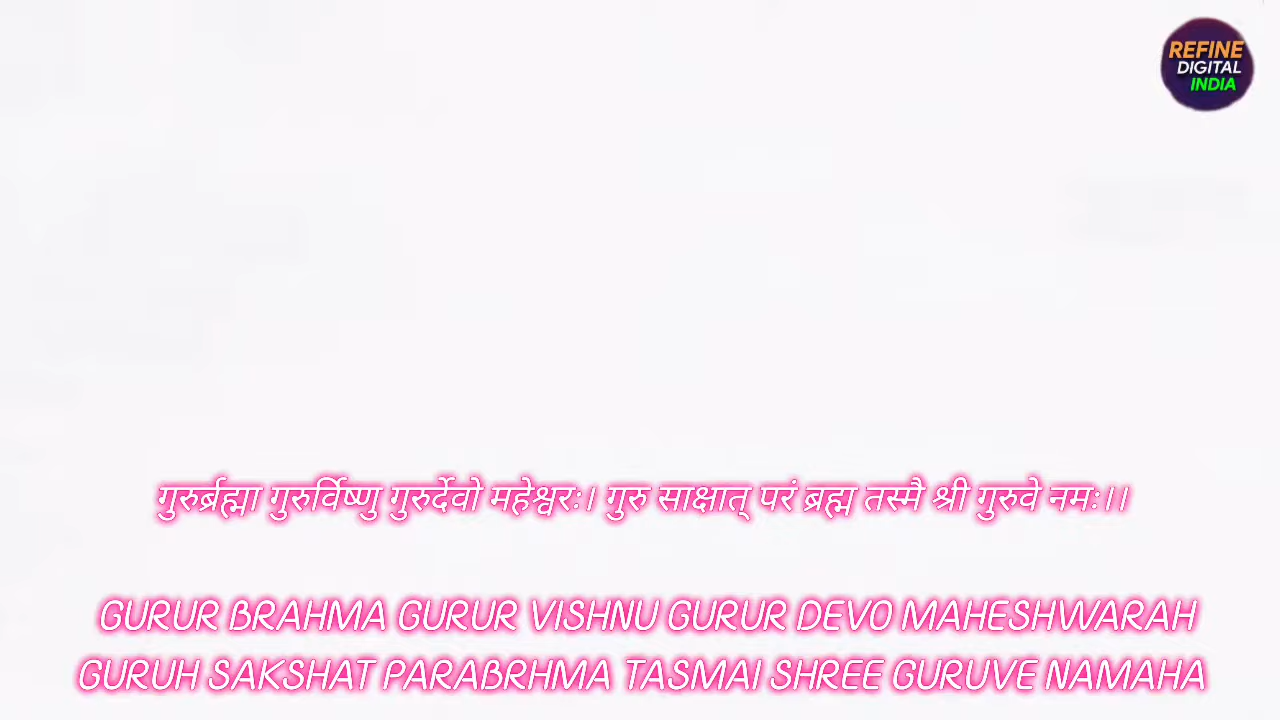 REFINE
DIGITAL
INDIA
गुरुर्ब्रह्मा गुरुर्विष्णु गुरुर्देवो महेश्वरः। गुरु साक्षात् परं ब्रह्म तस्मै श्री गुरुवे नमः।।
GURUR BRAHMA GURUR VISHNU GURUR DEVO MAHESHWARAH
GURUH SAKSHAT PARABRHMA TASMAI SHREE GURUVE NAMAHA